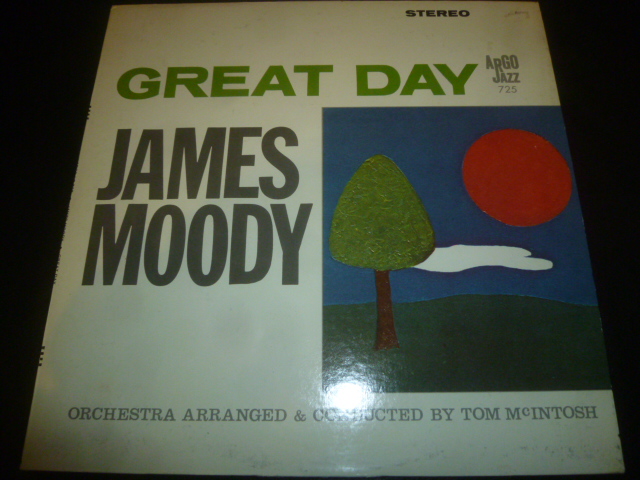 STEREO
GREAT DAY
ARGO
JAZZ
725
JAMES
MOODY
ORCHESTRA ARRANGED & CONDUCTED BY TOM McINTOSH